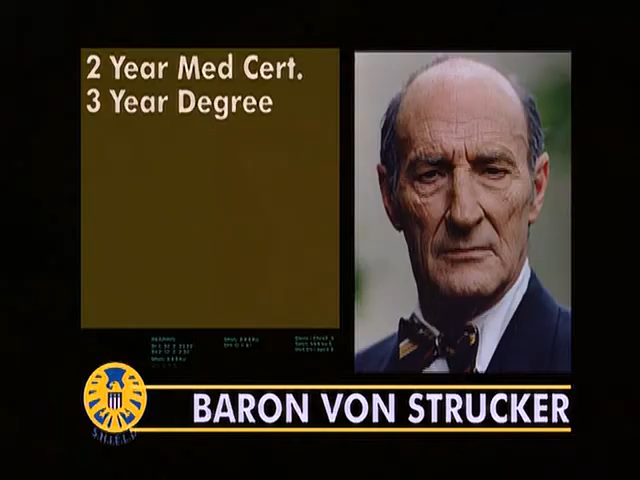 2 Year Med Cert.
3 Year Degree
S.H.I.E.L.D.
BARON VON STRUCKER